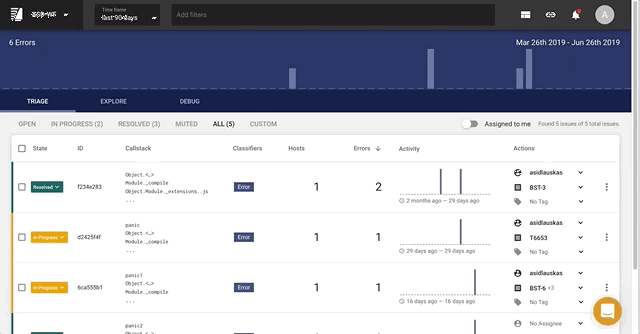 Time Range
last 90 days
Add filters
A
6 Errors
Mar 26th 2019 - Jun 26th 2019
TRIAGE EXPLORE DEBUG
OPEN IN PROGRESS (2) RESOLVED (3) MUTED ALL (5) CUSTOM Assigned to me Found 5 issues of 5 total issues.
State ID Callstack Classifiers Hosts Errors Activity Actions
Resolved f234e283
Object.<…>
Module._compile
Object.Module._extensions..js
...
Error 1 2
2 months ago — 29 days ago
asidlauskas
BST-3
No Tag
In-Progress d2425f4f
panic
Object.<…>
Module._compile
...
Error 1 1
29 days ago — 29 days ago
asidlauskas
T6653
No Tag
In-Progress 6ca555b1
panic1
Object.<…>
Module._compile
...
Error 1 1
16 days ago — 16 days ago
asidlauskas
BST-6 +3
No Tag
panic2
Object.<…>
No Assignee